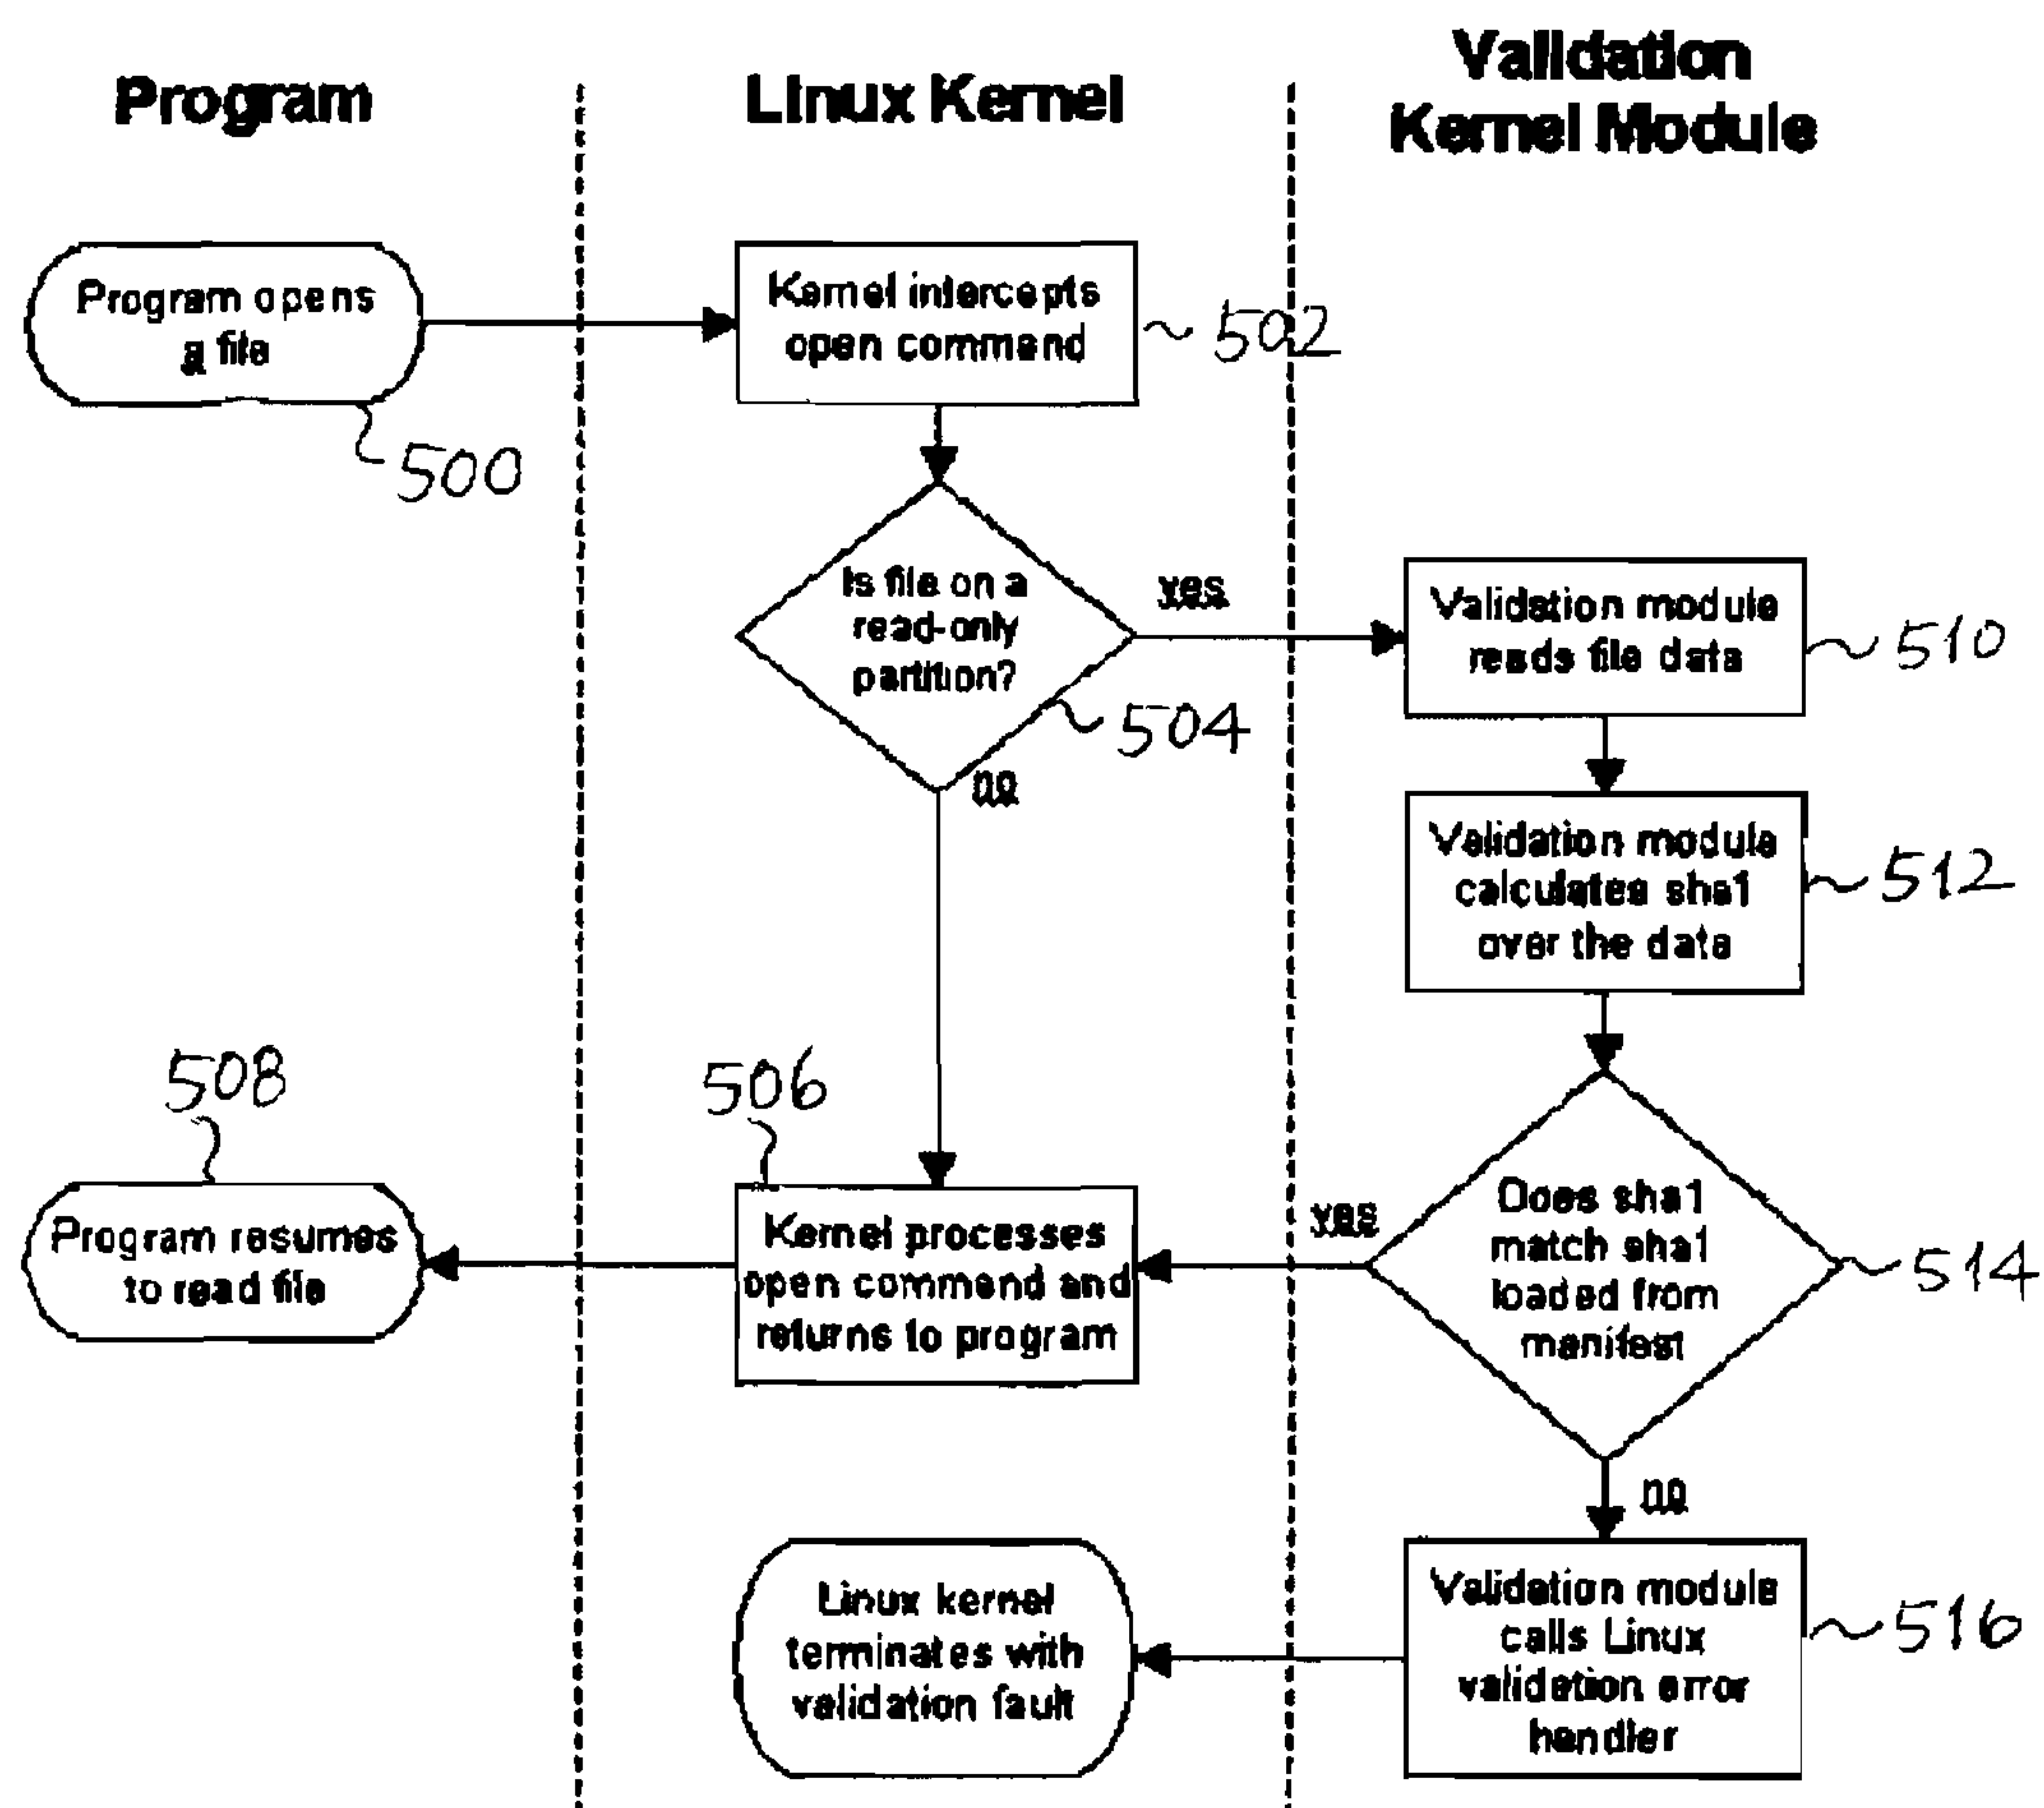 Program
Linux Kernel
Validation
Kernel Module
Program opens
a file
500
Kernel intercepts
open command
502
Is file on a
read-only
partition?
504
yes
no
Validation module
reads file data
510
Validation module
calculates sha1
over the data
512
Does sha1
match sha1
loaded from
manifest
514
yes
no
506
Kernel processes
open command and
returns to program
508
Program resumes
to read file
Validation module
calls Linux
validation error
handler
516
Linux kernel
terminates with
validation fault